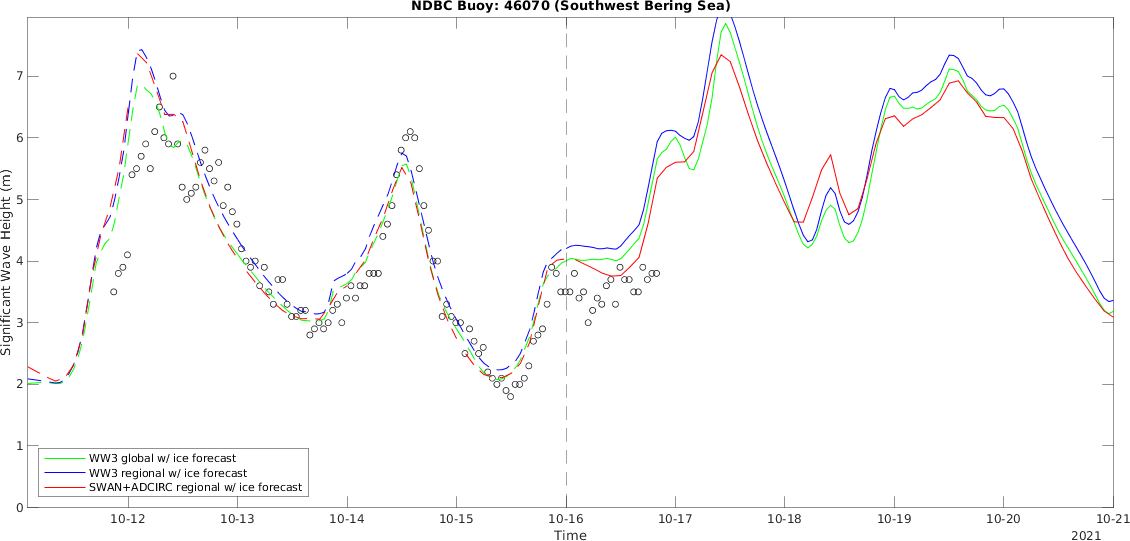 NDBC Buoy: 46070 (Southwest Bering Sea)
Significant Wave Height (m)
7
6
5
4
3
2
1
0
WW3 global w/ ice forecast
WW3 regional w/ ice forecast
SWAN+ADCIRC regional w/ ice forecast
10-12 10-13 10-14 10-15 10-16 10-17 10-18 10-19 10-20 10-21
Time
2021